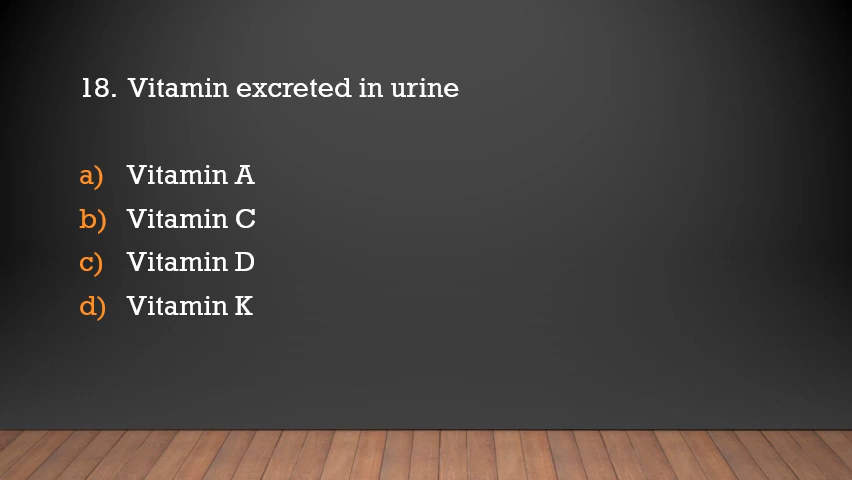 18. Vitamin excreted in urine
a) Vitamin A
b) Vitamin C
c) Vitamin D
d) Vitamin K